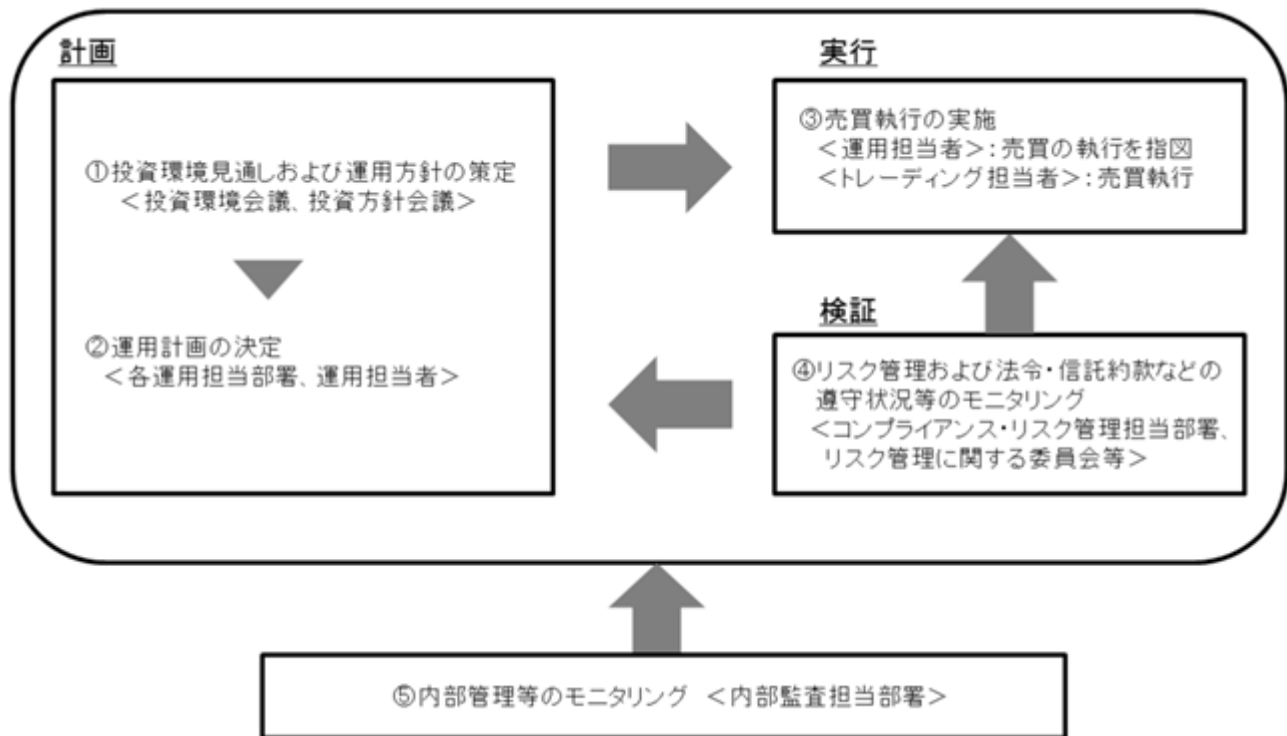 計画
①投資環境見通しおよび運用方針の策定
＜投資環境会議、投資方針会議＞
②運用計画の決定
＜各運用担当部署、運用担当者＞
実行
③売買執行の実施
＜運用担当者＞：売買の執行を指図
＜トレーディング担当者＞：売買執行
検証
④リスク管理および法令・信託約款などの
遵守状況等のモニタリング
＜コンプライアンス・リスク管理担当部署、
リスク管理に関する委員会等＞
⑤内部管理等のモニタリング ＜内部監査担当部署＞